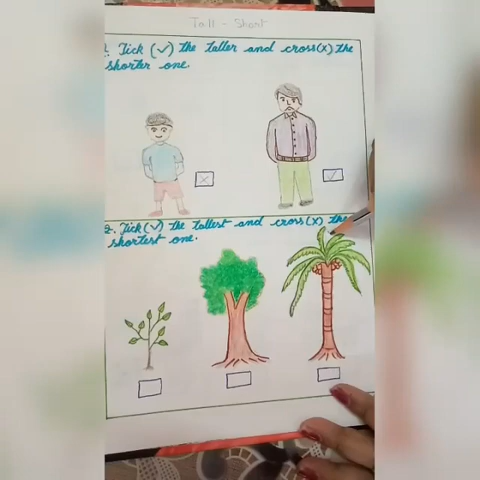 Tall - Short
Q. Tick (✓) the taller and cross(x) the
shorter one.
2. Tick(✓) the tallest and cross(x) the
shortest one.